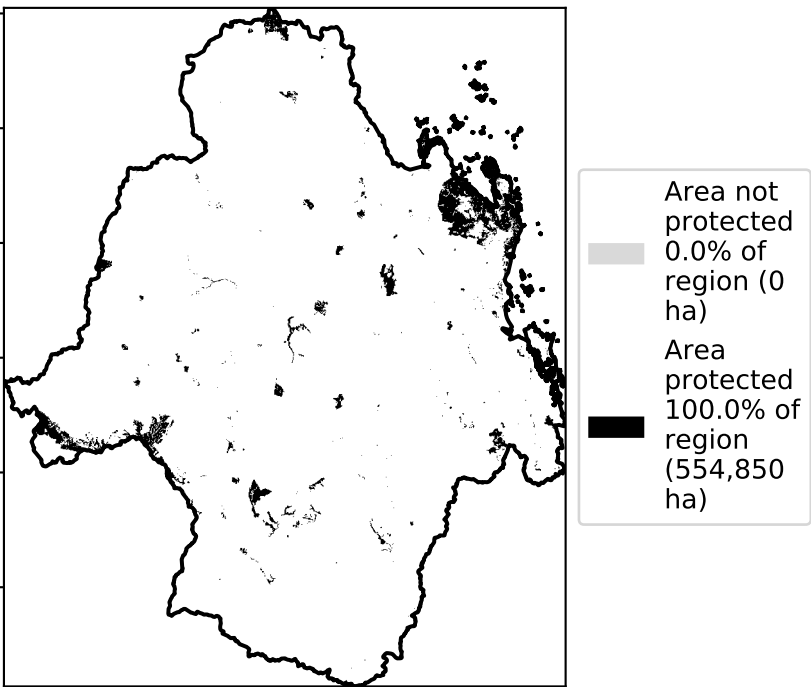 Area not
protected
0.0% of
region (0
ha)
Area
protected
100.0% of
region
(554,850
ha)